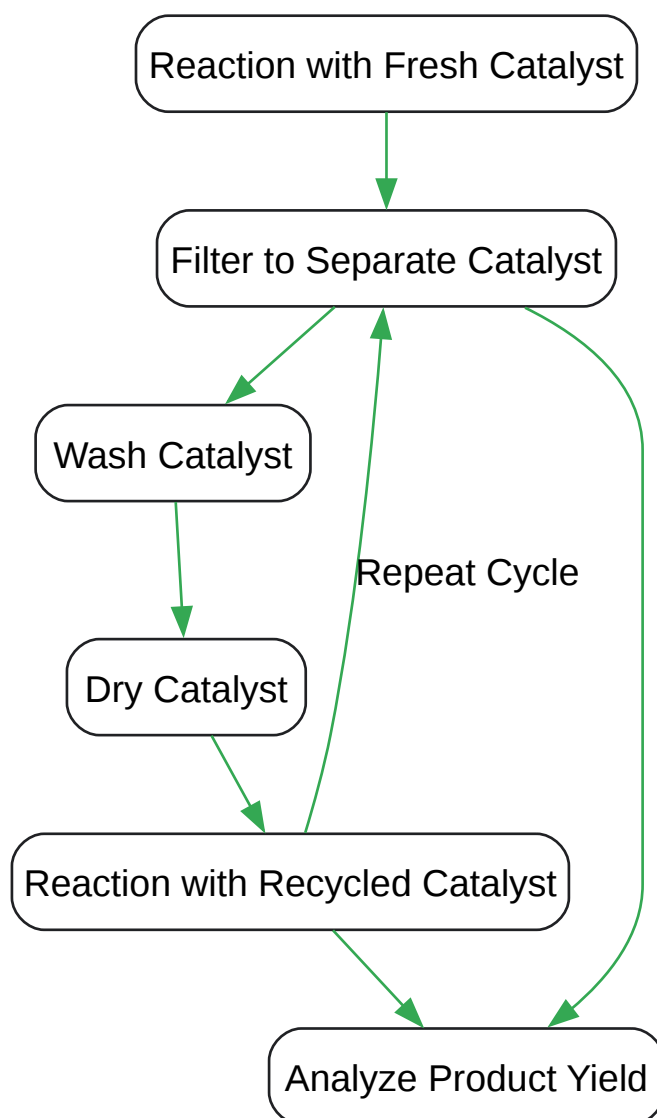 Reaction with Fresh Catalyst
Filter to Separate Catalyst
Wash Catalyst
Repeat Cycle
Dry Catalyst
Reaction with Recycled Catalyst
Analyze Product Yield